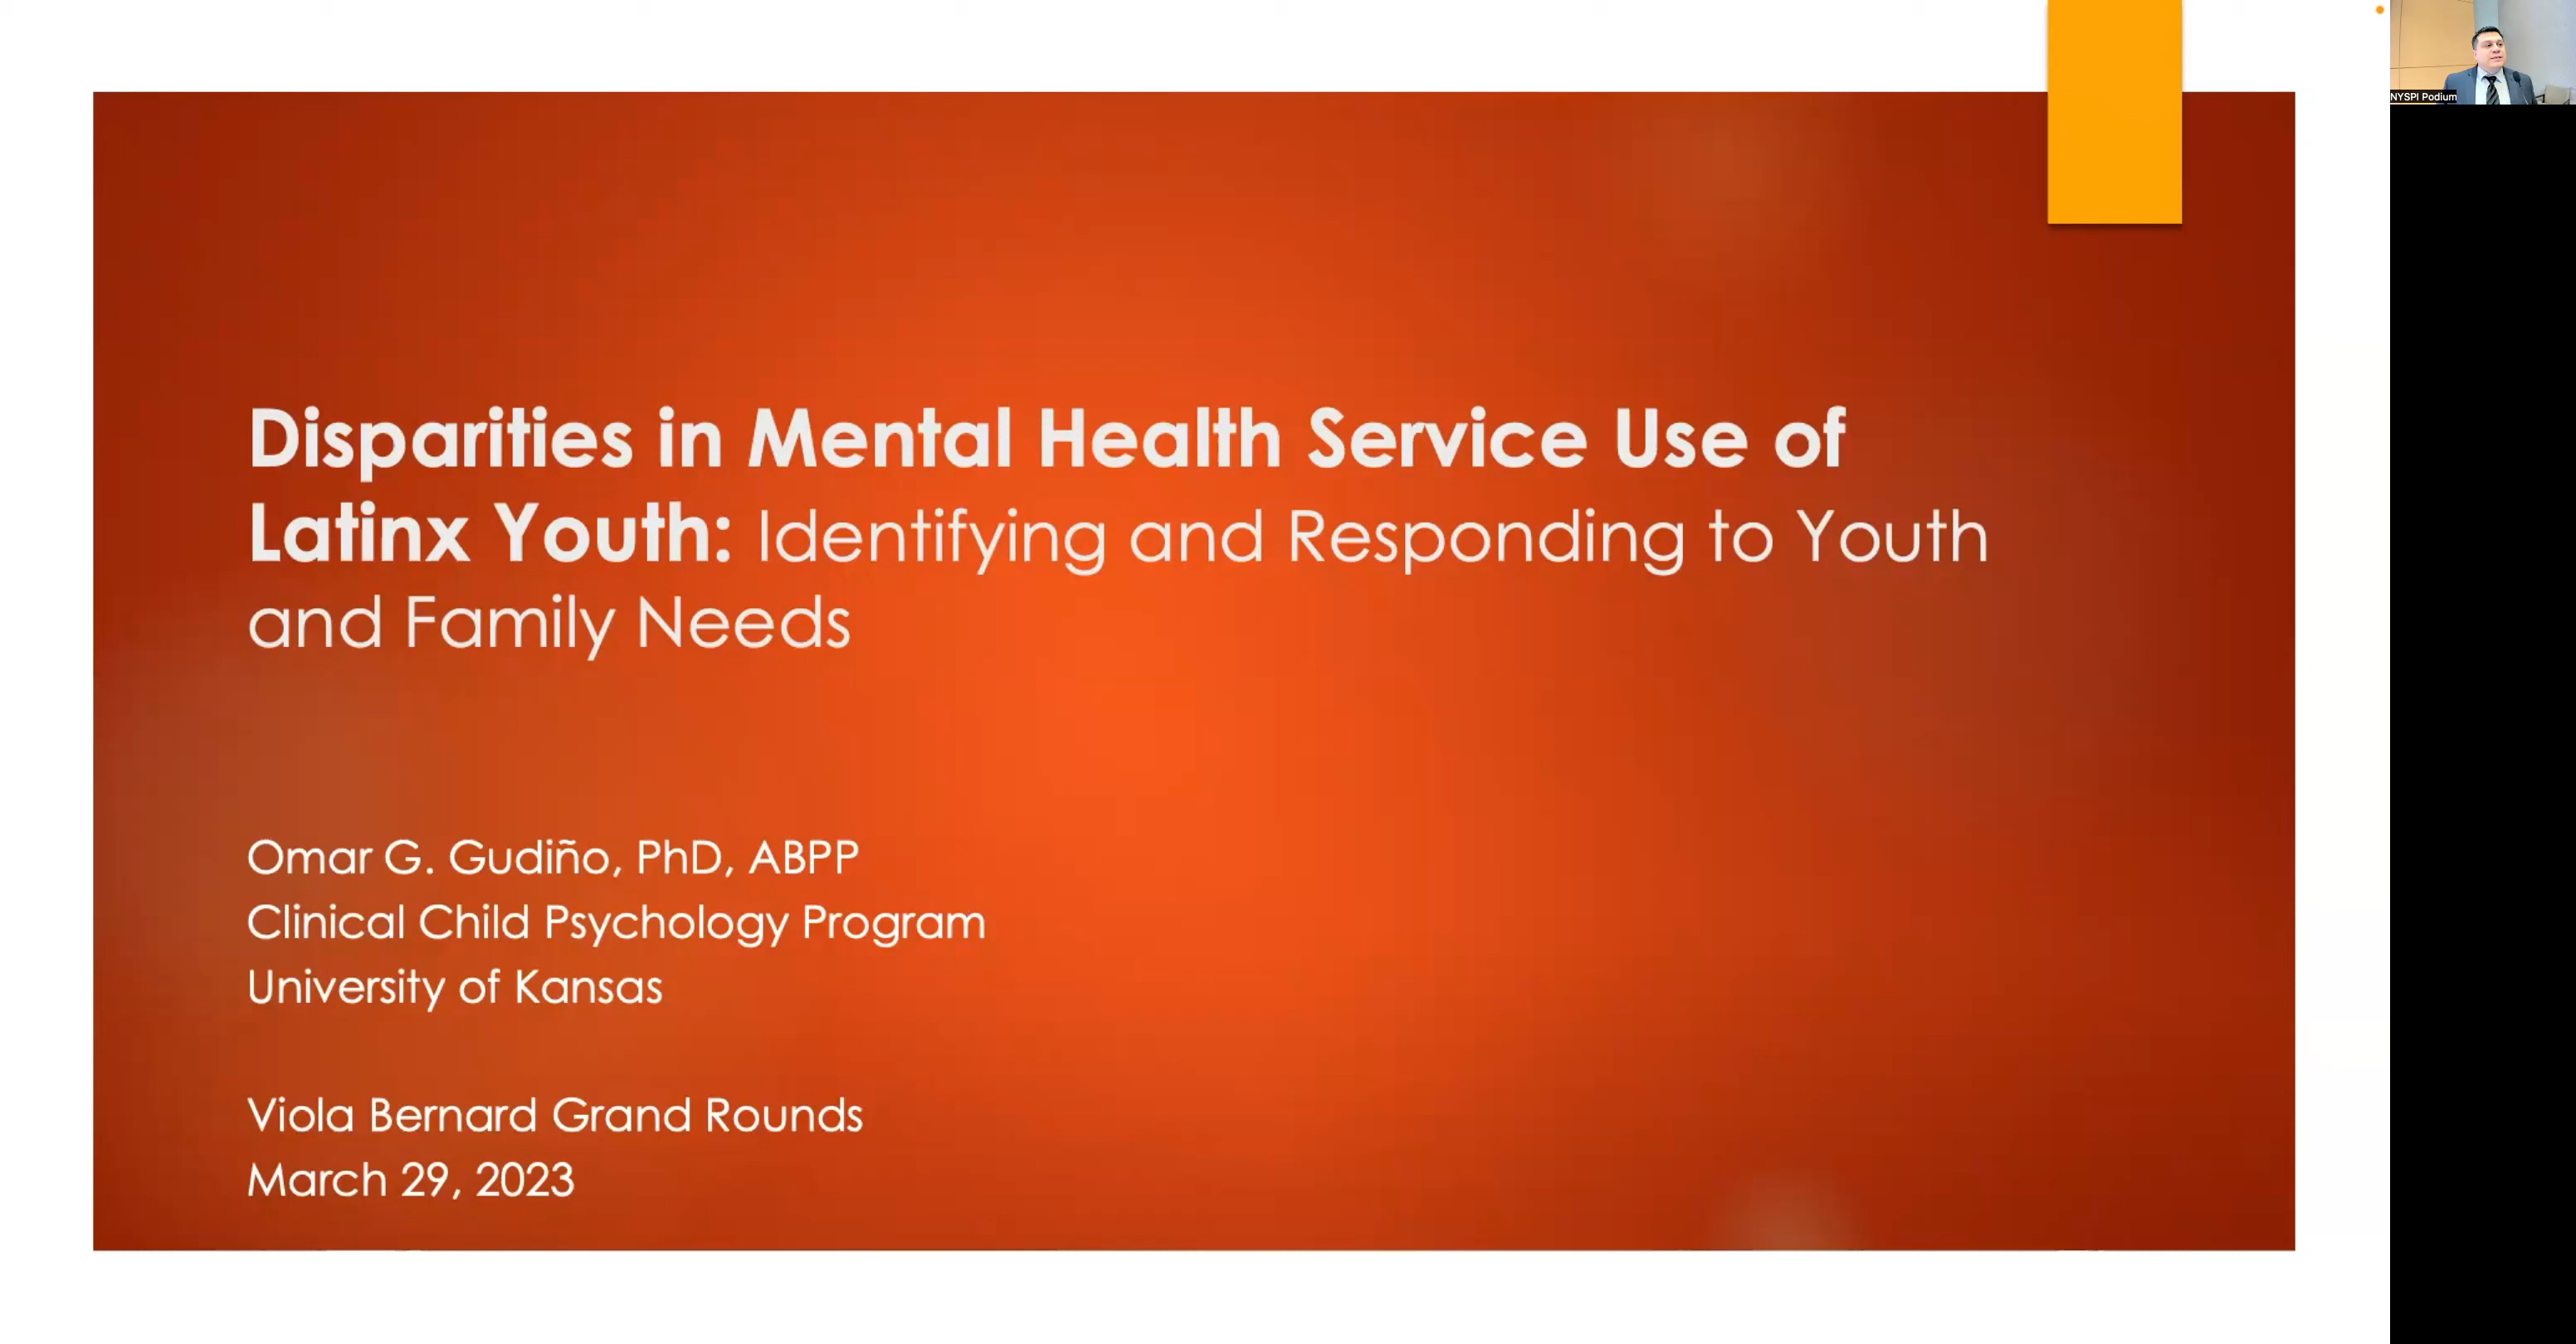 Disparities in Mental Health Service Use of
Latinx Youth: Identifying and Responding to Youth
and Family Needs
Omar G. Gudiño, PhD, ABPP
Clinical Child Psychology Program
University of Kansas
Viola Bernard Grand Rounds
March 29, 2023
NYSPI Podium